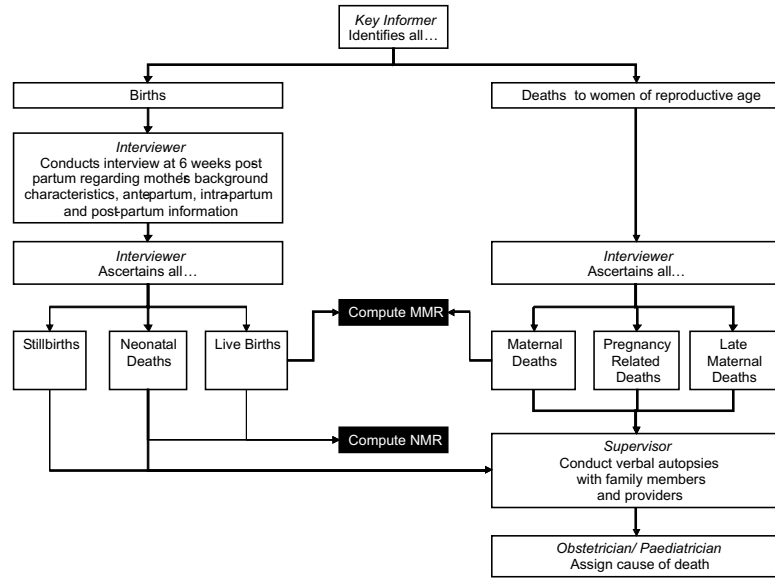 Key Informer
Identifies all…
Births
Deaths to women of reproductive age
Interviewer
Conducts interview at 6 weeks post-
partum regarding mother's background
characteristics, ante-partum, intra-partum
and post-partum information
Interviewer
Ascertains all…
Interviewer
Ascertains all…
Compute MMR
Stillbirths
Neonatal
Deaths
Live Births
Maternal
Deaths
Pregnancy
Related
Deaths
Late
Maternal
Deaths
Compute NMR
Supervisor
Conduct verbal autopsies
with family members
and providers
Obstetrician/ Paediatrician
Assign cause of death